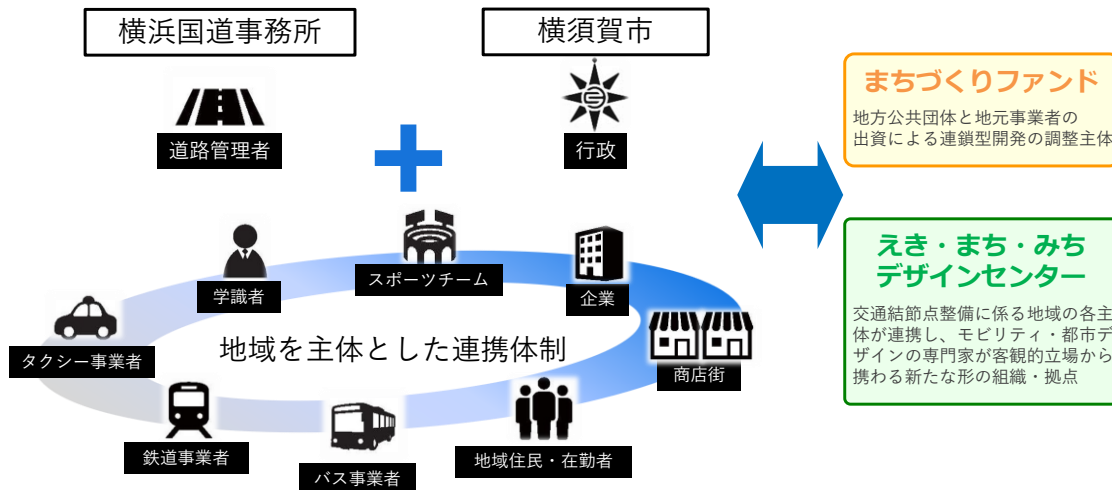 横浜国道事務所
横須賀市
道路管理者
行政
まちづくりファンド
地方公共団体と地元事業者の
出資による連鎖型開発の調整主体
学識者
スポーツチーム
企業
タクシー事業者
地域を主体とした連携体制
商店街
鉄道事業者
バス事業者
地域住民・在勤者
えき・まち・みち
デザインセンター
交通結節点整備に係る地域の各主
体が連携し、モビリティ・都市デ
ザインの専門家が客観的立場から
携わる新たな形の組織・拠点